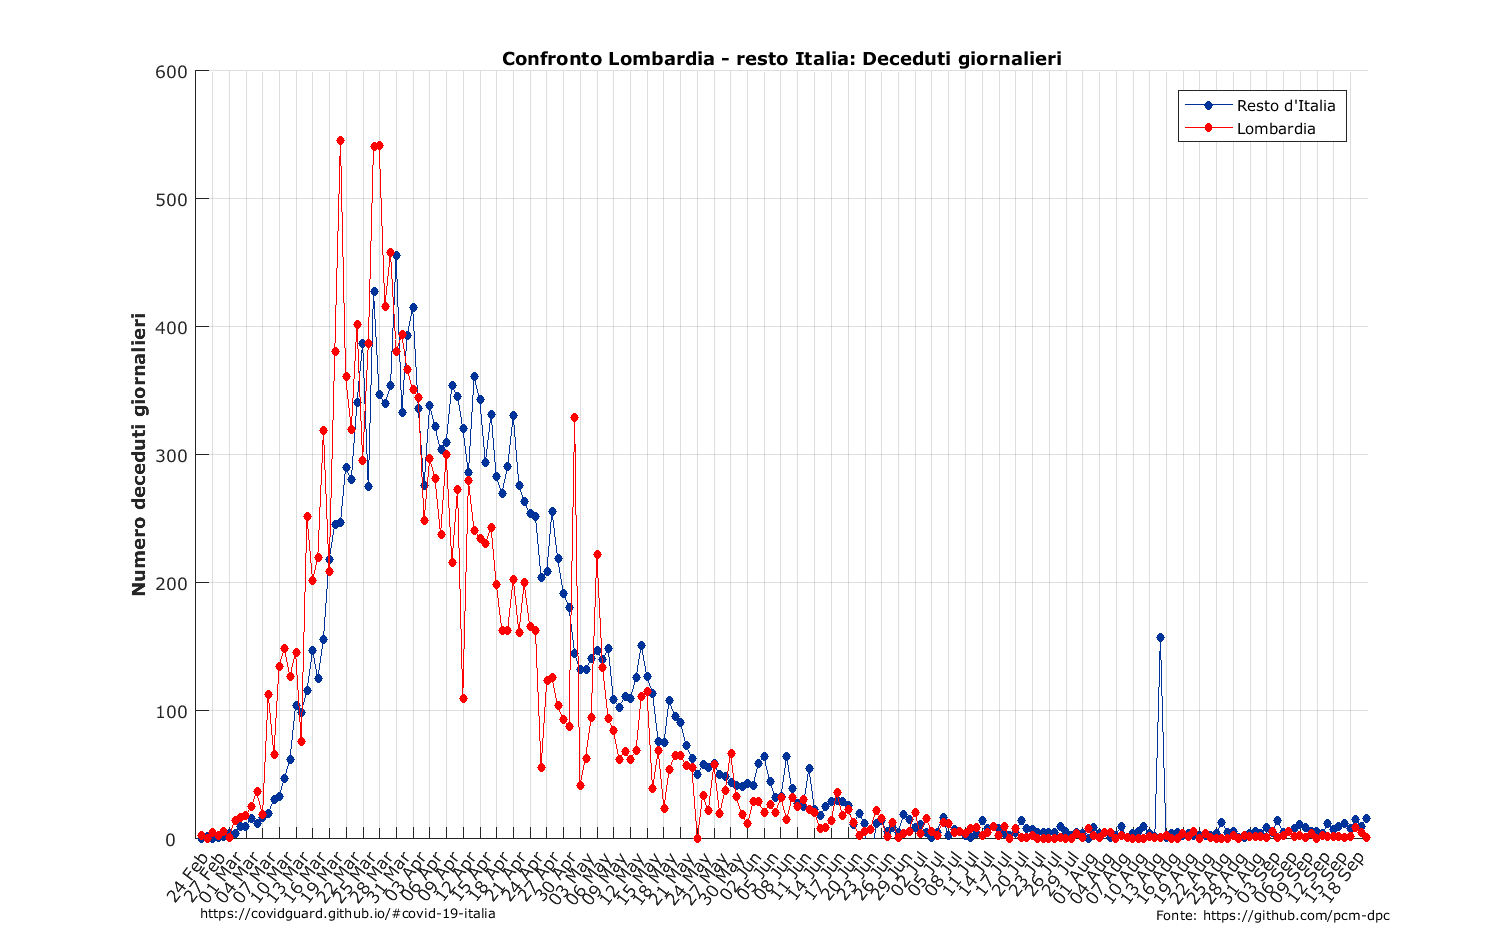 Confronto Lombardia - resto Italia: Deceduti giornalieri
600
500
400
300
200
100
0
Numero deceduti giornalieri
Resto d'Italia
Lombardia
24 Feb
27 Feb
01 Mar
04 Mar
07 Mar
10 Mar
13 Mar
16 Mar
19 Mar
22 Mar
25 Mar
28 Mar
31 Mar
03 Apr
06 Apr
09 Apr
12 Apr
15 Apr
18 Apr
21 Apr
24 Apr
27 Apr
30 Apr
03 May
06 May
09 May
12 May
15 May
18 May
21 May
24 May
27 May
30 May
02 Jun
05 Jun
08 Jun
11 Jun
14 Jun
17 Jun
20 Jun
23 Jun
26 Jun
29 Jun
02 Jul
05 Jul
08 Jul
11 Jul
14 Jul
17 Jul
20 Jul
23 Jul
26 Jul
29 Jul
01 Aug
04 Aug
07 Aug
10 Aug
13 Aug
16 Aug
19 Aug
22 Aug
25 Aug
28 Aug
31 Aug
03 Sep
06 Sep
09 Sep
12 Sep
15 Sep
18 Sep
https://covidguard.github.io/#covid-19-italia
Fonte: https://github.com/pcm-dpc